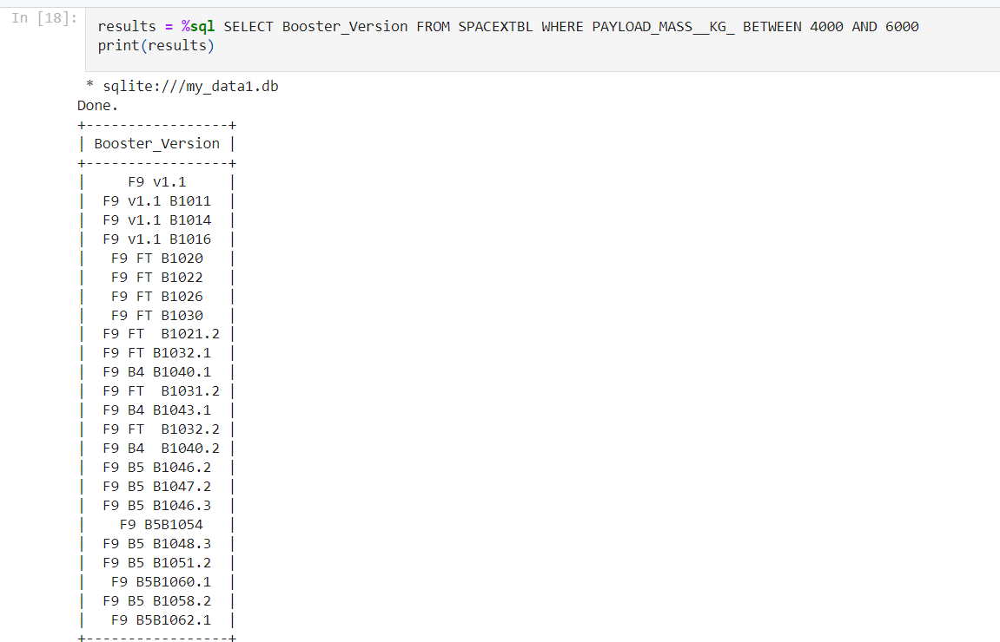 In [18]: results = %sql SELECT Booster_Version FROM SPACEXTBL WHERE PAYLOAD_MASS__KG_ BETWEEN 4000 AND 6000
print(results)
* sqlite:///my_data1.db
Done.
+-----------------+
| Booster_Version |
+-----------------+
|     F9 v1.1     |
|  F9 v1.1 B1011  |
|  F9 v1.1 B1014  |
|  F9 v1.1 B1016  |
|   F9 FT B1020   |
|   F9 FT B1022   |
|   F9 FT B1026   |
|   F9 FT B1030   |
|  F9 FT  B1021.2 |
|  F9 FT B1032.1  |
|  F9 B4 B1040.1  |
|  F9 FT  B1031.2 |
|  F9 B4 B1043.1  |
|  F9 FT  B1032.2 |
|  F9 B4  B1040.2 |
|  F9 B5 B1046.2  |
|  F9 B5 B1047.2  |
|  F9 B5 B1046.3  |
|    F9 B5B1054   |
|  F9 B5 B1048.3  |
|  F9 B5 B1051.2  |
|   F9 B5B1060.1  |
|  F9 B5 B1058.2  |
|   F9 B5B1062.1  |
+-----------------+